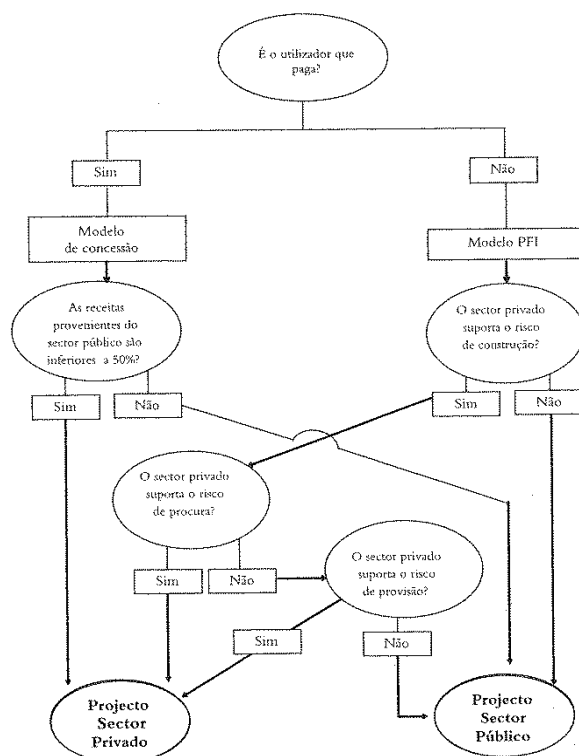 É o utilizador que
paga?
Sim
Não
Modelo
de concessão
Modelo PFI
As receitas
provenientes do
sector público são
inferiores a 50%?
O sector privado
suporta o risco
de construção?
Sim
Não
Sim
Não
O sector privado
suporta o risco
de procura?
O sector privado
suporta o risco
de provisão?
Sim
Não
Sim
Não
Projecto
Sector
Privado
Projecto
Sector
Público